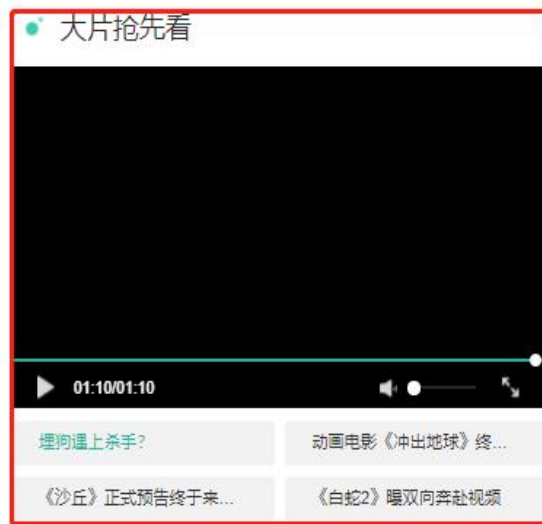 大片抢先看
01:10/01:10
埋狗遇上杀手?
动画电影《冲出地球》终...
《沙丘》正式预告终于来...
《白蛇2》曝双向奔赴视频